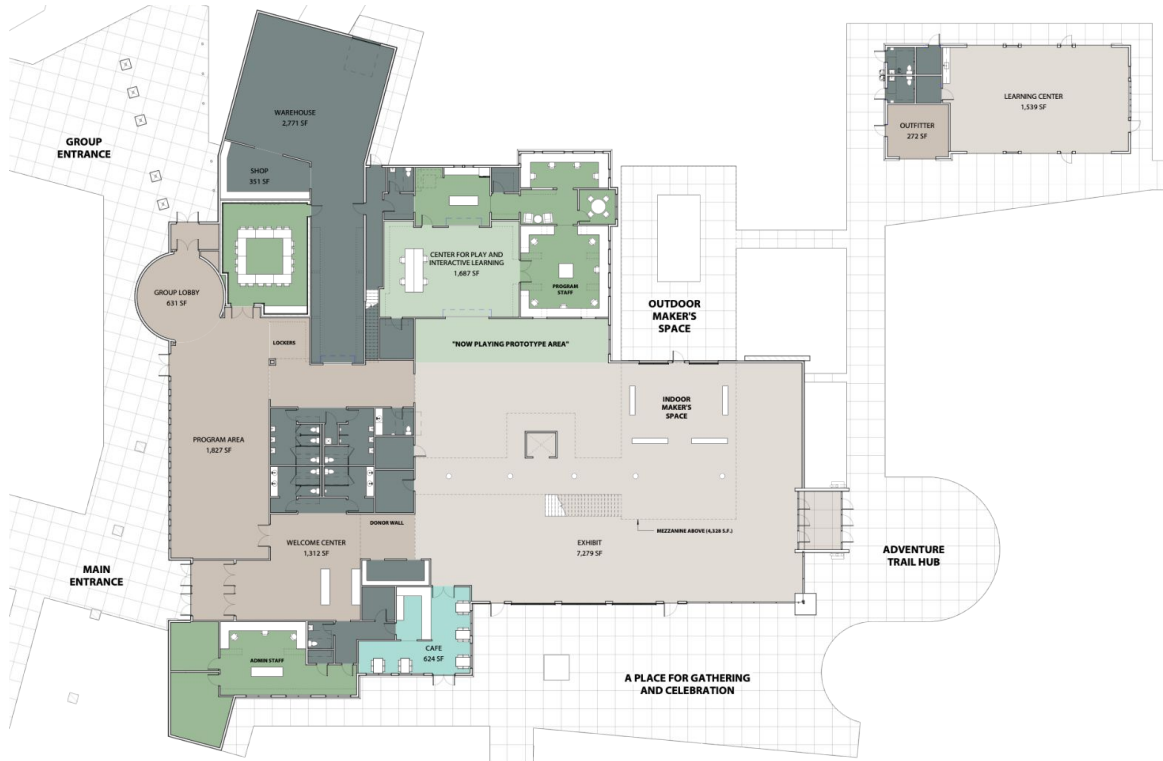 WAREHOUSE
2,771 SF
LEARNING CENTER
1,539 SF
OUTFITTER
272 SF
GROUP
ENTRANCE
SHOP
351 SF
CENTER FOR PLAY AND
INTERACTIVE LEARNING
1,687 SF
PROGRAM
STAFF
GROUP LOBBY
631 SF
OUTDOOR
MAKER'S
SPACE
LOCKERS
"NOW PLAYING PROTOTYPE AREA"
INDOOR
MAKER'S
SPACE
PROGRAM AREA
1,827 SF
DONOR WALL
MEZZANINE ABOVE (4,328 S.F.)
WELCOME CENTER
1,312 SF
EXHIBIT
7,279 SF
ADVENTURE
TRAIL HUB
MAIN
ENTRANCE
CAFE
624 SF
ADMIN STAFF
A PLACE FOR GATHERING
AND CELEBRATION